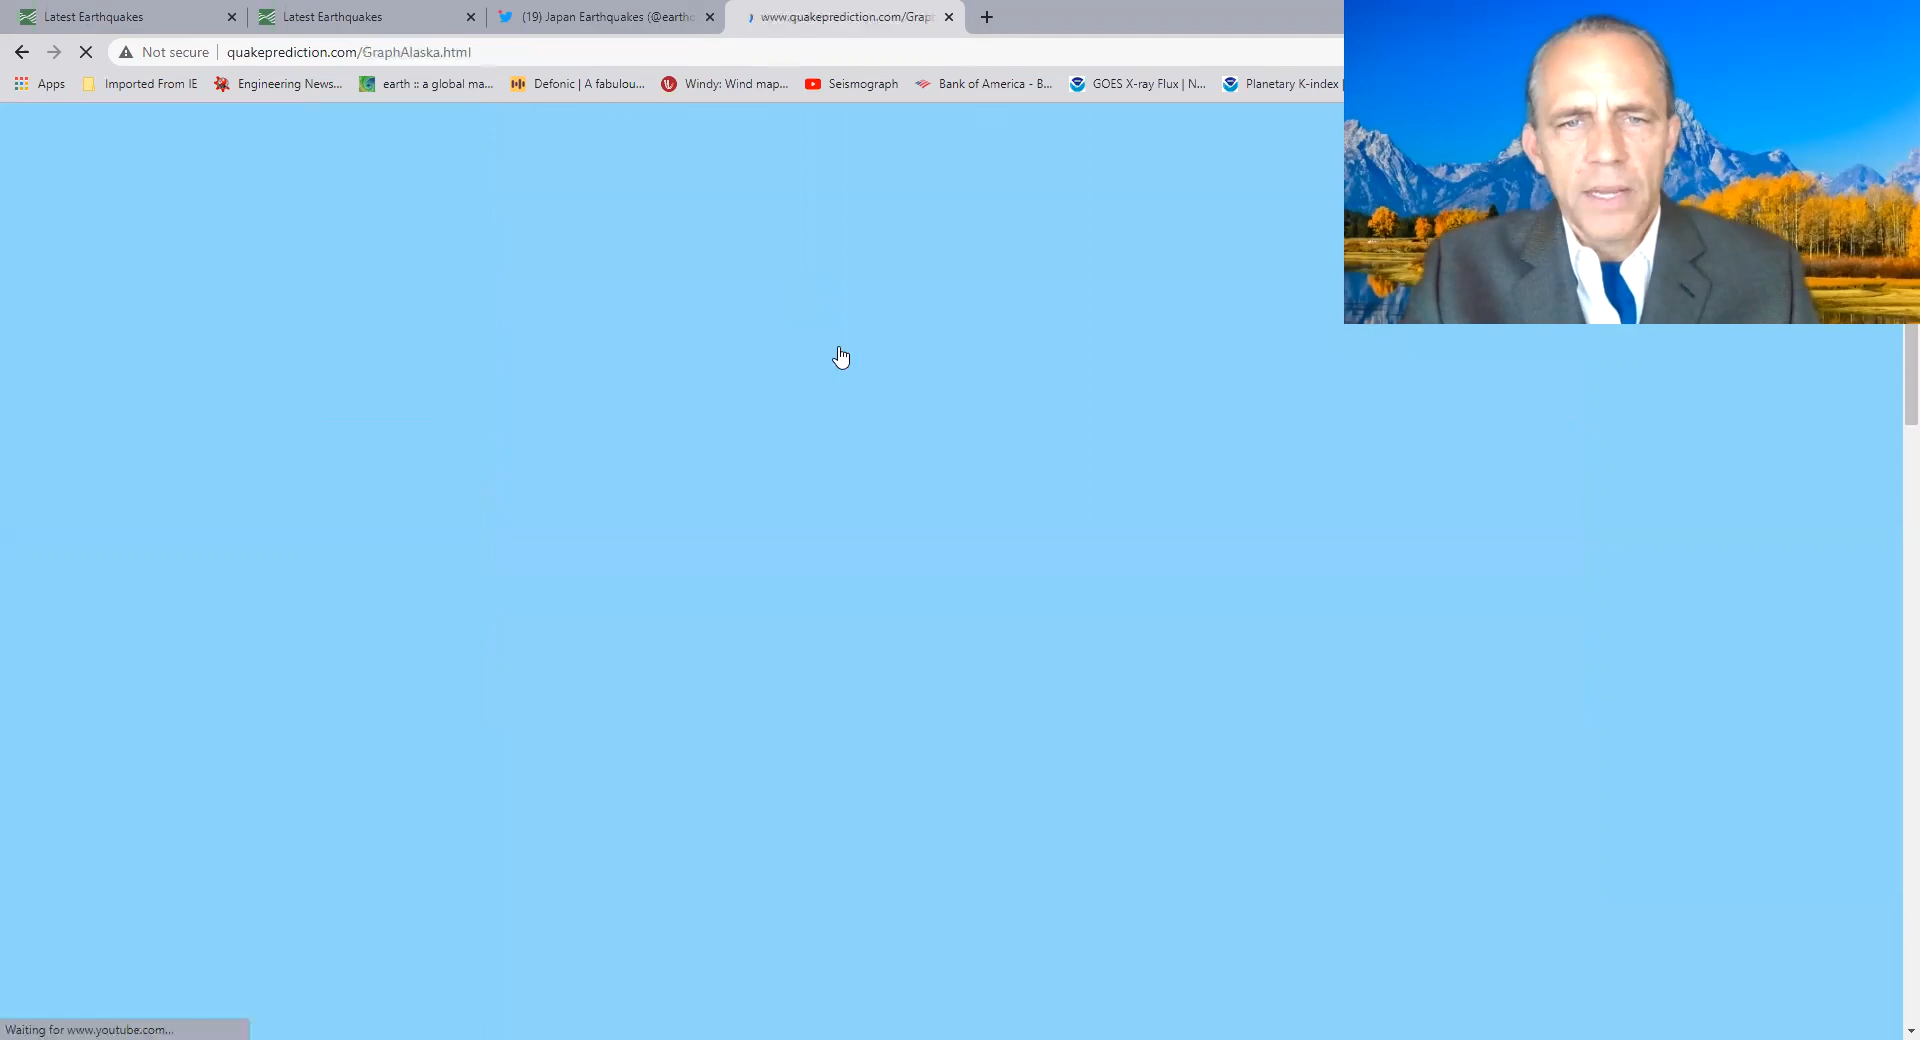 Latest Earthquakes
Latest Earthquakes
(19) Japan Earthquakes (@earthq
www.quakeprediction.com/Grap
Not secure
quakeprediction.com/GraphAlaska.html
Apps
Imported From IE
Engineering News...
earth :: a global ma...
Defonic | A fabulou...
Windy: Wind map...
Seismograph
Bank of America - B...
GOES X-ray Flux | N...
Planetary K-index
Waiting for www.youtube.com...